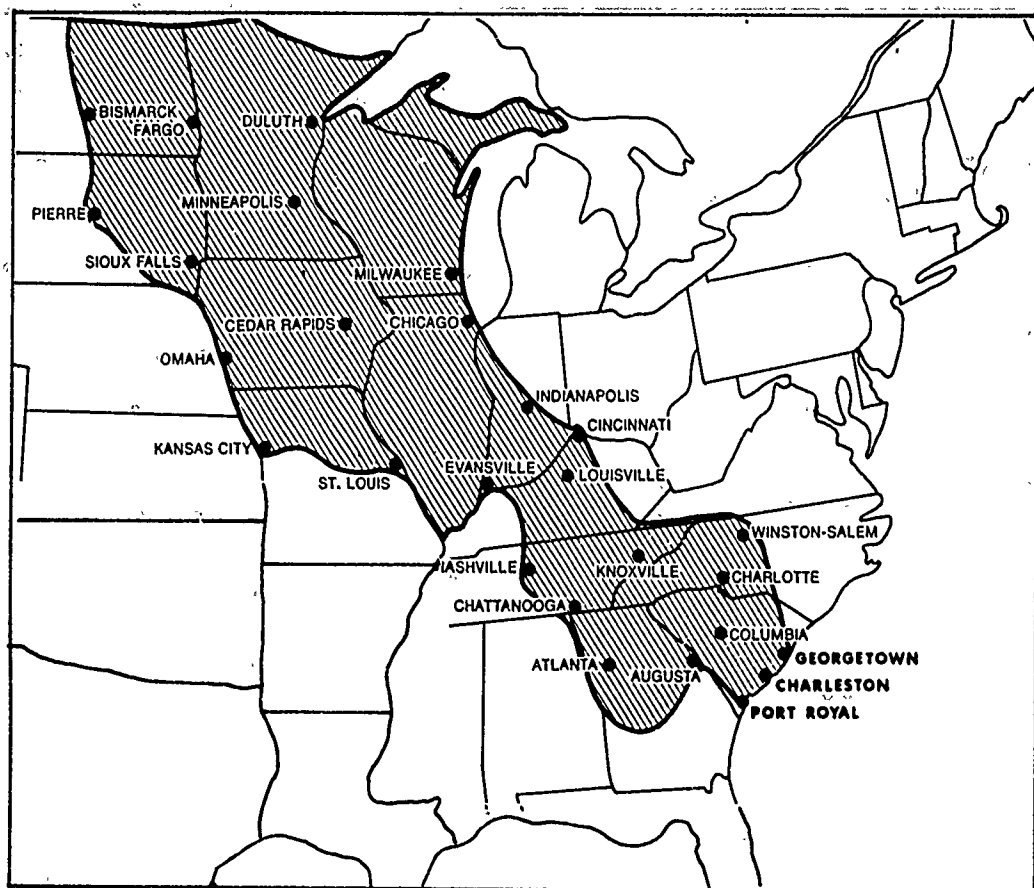 BISMARCK
FARGO
DULUTH
PIERRE
MINNEAPOLIS
SIOUX FALLS
MILWAUKEE
CEDAR RAPIDS
CHICAGO
OMAHA
INDIANAPOLIS
CINCINNATI
KANSAS CITY
ST. LOUIS
EVANSVILLE
LOUISVILLE
WINSTON-SALEM
NASHVILLE
KNOXVILLE
CHARLOTTE
CHATTANOOGA
COLUMBIA
ATLANTA
AUGUSTA
GEORGETOWN
CHARLESTON
PORT ROYAL